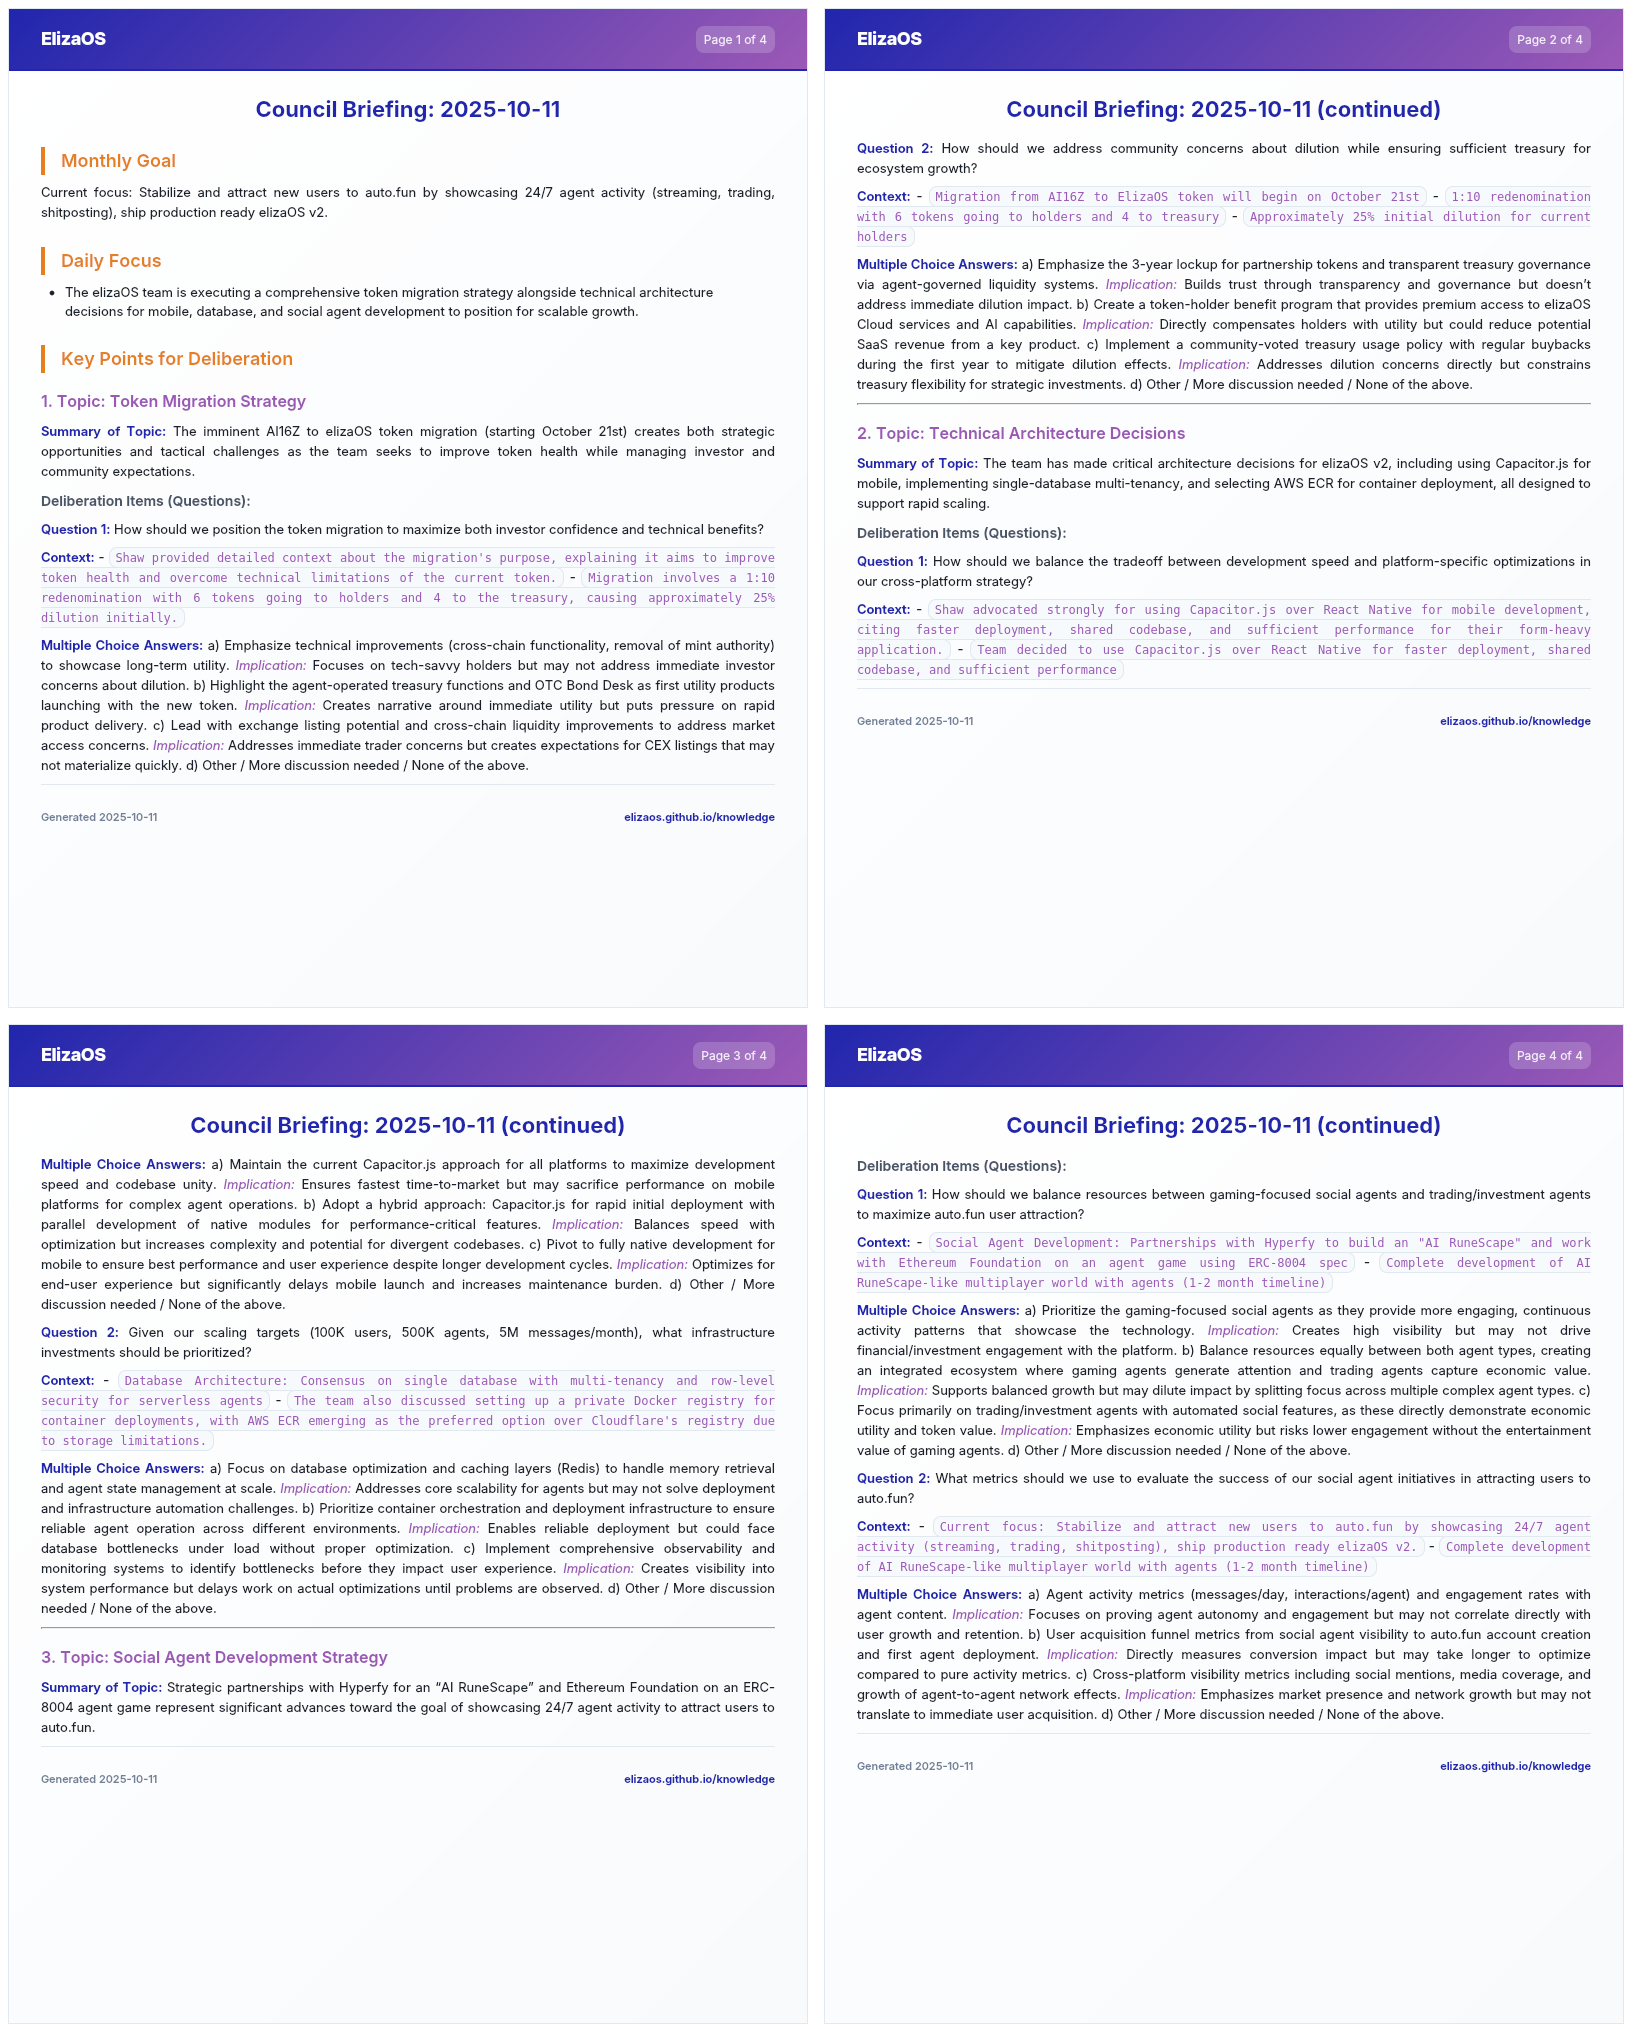 ElizaOS
Page 1 of 4
Council Briefing: 2025-10-11
Monthly Goal
Current focus: Stabilize and attract new users to auto.fun by showcasing 24/7 agent activity (streaming, trading,
shitposting), ship production ready elizaOS v2.
Daily Focus
• The elizaOS team is executing a comprehensive token migration strategy alongside technical architecture
decisions for mobile, database, and social agent development to position for scalable growth.
Key Points for Deliberation
1. Topic: Token Migration Strategy
Summary of Topic: The imminent AI16Z to elizaOS token migration (starting October 21st) creates both strategic
opportunities and tactical challenges as the team seeks to improve token health while managing investor and
community expectations.
Deliberation Items (Questions):
Question 1: How should we position the token migration to maximize both investor confidence and technical benefits?
Context: - Shaw provided detailed context about the migration's purpose, explaining it aims to improve
token health and overcome technical limitations of the current token. - Migration involves a 1:10
redenomination with 6 tokens going to holders and 4 to the treasury, causing approximately 25%
dilution initially.
Multiple Choice Answers: a) Emphasize technical improvements (cross-chain functionality, removal of mint authority)
to showcase long-term utility. Implication: Focuses on tech-savvy holders but may not address immediate investor
concerns about dilution. b) Highlight the agent-operated treasury functions and OTC Bond Desk as first utility products
launching with the new token. Implication: Creates narrative around immediate utility but puts pressure on rapid
product delivery. c) Lead with exchange listing potential and cross-chain liquidity improvements to address market
access concerns. Implication: Addresses immediate trader concerns but creates expectations for CEX listings that may
not materialize quickly. d) Other / More discussion needed / None of the above.
Generated 2025-10-11
elizaos.github.io/knowledge
ElizaOS
Page 2 of 4
Council Briefing: 2025-10-11 (continued)
Question 2: How should we address community concerns about dilution while ensuring sufficient treasury for
ecosystem growth?
Context: - Migration from AI16Z to ElizaOS token will begin on October 21st - 1:10 redenomination
with 6 tokens going to holders and 4 to treasury - Approximately 25% initial dilution for current
holders
Multiple Choice Answers: a) Emphasize the 3-year lockup for partnership tokens and transparent treasury governance
via agent-governed liquidity systems. Implication: Builds trust through transparency and governance but doesn’t
address immediate dilution impact. b) Create a token-holder benefit program that provides premium access to elizaOS
Cloud services and AI capabilities. Implication: Directly compensates holders with utility but could reduce potential
SaaS revenue from a key product. c) Implement a community-voted treasury usage policy with regular buybacks
during the first year to mitigate dilution effects. Implication: Addresses dilution concerns directly but constrains
treasury flexibility for strategic investments. d) Other / More discussion needed / None of the above.
2. Topic: Technical Architecture Decisions
Summary of Topic: The team has made critical architecture decisions for elizaOS v2, including using Capacitor.js for
mobile, implementing single-database multi-tenancy, and selecting AWS ECR for container deployment, all designed to
support rapid scaling.
Deliberation Items (Questions):
Question 1: How should we balance the tradeoff between development speed and platform-specific optimizations in
our cross-platform strategy?
Context: - Shaw advocated strongly for using Capacitor.js over React Native for mobile development,
citing faster deployment, shared codebase, and sufficient performance for their form-heavy
application. - Team decided to use Capacitor.js over React Native for faster deployment, shared
codebase, and sufficient performance
Generated 2025-10-11
elizaos.github.io/knowledge
ElizaOS
Page 3 of 4
Council Briefing: 2025-10-11 (continued)
Multiple Choice Answers: a) Maintain the current Capacitor.js approach for all platforms to maximize development
speed and codebase unity. Implication: Ensures fastest time-to-market but may sacrifice performance on mobile
platforms for complex agent operations. b) Adopt a hybrid approach: Capacitor.js for rapid initial deployment with
parallel development of native modules for performance-critical features. Implication: Balances speed with
optimization but increases complexity and potential for divergent codebases. c) Pivot to fully native development for
mobile to ensure best performance and user experience despite longer development cycles. Implication: Optimizes for
end-user experience but significantly delays mobile launch and increases maintenance burden. d) Other / More
discussion needed / None of the above.
Question 2: Given our scaling targets (100K users, 500K agents, 5M messages/month), what infrastructure
investments should be prioritized?
Context: - Database Architecture: Consensus on single database with multi-tenancy and row-level
security for serverless agents - The team also discussed setting up a private Docker registry for
container deployments, with AWS ECR emerging as the preferred option over Cloudflare's registry due
to storage limitations.
Multiple Choice Answers: a) Focus on database optimization and caching layers (Redis) to handle memory retrieval
and agent state management at scale. Implication: Addresses core scalability for agents but may not solve deployment
and infrastructure automation challenges. b) Prioritize container orchestration and deployment infrastructure to ensure
reliable agent operation across different environments. Implication: Enables reliable deployment but could face
database bottlenecks under load without proper optimization. c) Implement comprehensive observability and
monitoring systems to identify bottlenecks before they impact user experience. Implication: Creates visibility into
system performance but delays work on actual optimizations until problems are observed. d) Other / More discussion
needed / None of the above.
3. Topic: Social Agent Development Strategy
Summary of Topic: Strategic partnerships with Hyperfy for an “AI RuneScape” and Ethereum Foundation on an ERC-
8004 agent game represent significant advances toward the goal of showcasing 24/7 agent activity to attract users to
auto.fun.
Generated 2025-10-11
elizaos.github.io/knowledge
ElizaOS
Page 4 of 4
Council Briefing: 2025-10-11 (continued)
Deliberation Items (Questions):
Question 1: How should we balance resources between gaming-focused social agents and trading/investment agents
to maximize auto.fun user attraction?
Context: - Social Agent Development: Partnerships with Hyperfy to build an "AI RuneScape" and work
with Ethereum Foundation on an agent game using ERC-8004 spec - Complete development of AI
RuneScape-like multiplayer world with agents (1-2 month timeline)
Multiple Choice Answers: a) Prioritize the gaming-focused social agents as they provide more engaging, continuous
activity patterns that showcase the technology. Implication: Creates high visibility but may not drive
financial/investment engagement with the platform. b) Balance resources equally between both agent types, creating
an integrated ecosystem where gaming agents generate attention and trading agents capture economic value.
Implication: Supports balanced growth but may dilute impact by splitting focus across multiple complex agent types. c)
Focus primarily on trading/investment agents with automated social features, as these directly demonstrate economic
utility and token value. Implication: Emphasizes economic utility but risks lower engagement without the entertainment
value of gaming agents. d) Other / More discussion needed / None of the above.
Question 2: What metrics should we use to evaluate the success of our social agent initiatives in attracting users to
auto.fun?
Context: - Current focus: Stabilize and attract new users to auto.fun by showcasing 24/7 agent
activity (streaming, trading, shitposting), ship production ready elizaOS v2. - Complete development
of AI RuneScape-like multiplayer world with agents (1-2 month timeline)
Multiple Choice Answers: a) Agent activity metrics (messages/day, interactions/agent) and engagement rates with
agent content. Implication: Focuses on proving agent autonomy and engagement but may not correlate directly with
user growth and retention. b) User acquisition funnel metrics from social agent visibility to auto.fun account creation
and first agent deployment. Implication: Directly measures conversion impact but may take longer to optimize
compared to pure activity metrics. c) Cross-platform visibility metrics including social mentions, media coverage, and
growth of agent-to-agent network effects. Implication: Emphasizes market presence and network growth but may not
translate to immediate user acquisition. d) Other / More discussion needed / None of the above.
Generated 2025-10-11
elizaos.github.io/knowledge